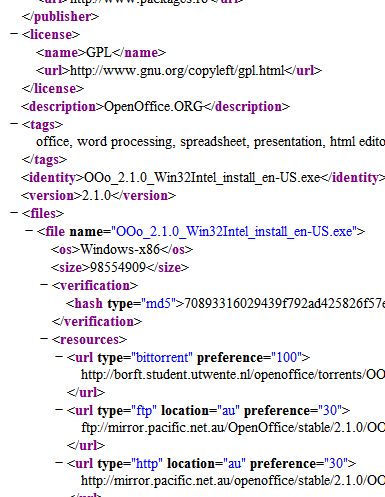 <url>http://www.packages.ro</url>
</publisher>
− <license>
<name>GPL</name>
<url>http://www.gnu.org/copyleft/gpl.html</url>
</license>
<description>OpenOffice.ORG</description>
− <tags>
office, word processing, spreadsheet, presentation, html edito
</tags>
<identity>OOo_2.1.0_Win32Intel_install_en-US.exe</identity>
<version>2.1.0</version>
− <files>
− <file name="OOo_2.1.0_Win32Intel_install_en-US.exe">
<os>Windows-x86</os>
<size>98554909</size>
− <verification>
<hash type="md5">70893316029439f792ad425826f57e
</verification>
− <resources>
− <url type="bittorrent" preference="100">
http://borft.student.utwente.nl/openoffice/torrents/OO
</url>
− <url type="ftp" location="au" preference="30">
ftp://mirror.pacific.net.au/OpenOffice/stable/2.1.0/OO
</url>
− <url type="http" location="au" preference="30">
http://mirror.pacific.net.au/openoffice/stable/2.1.0/OO
</url>